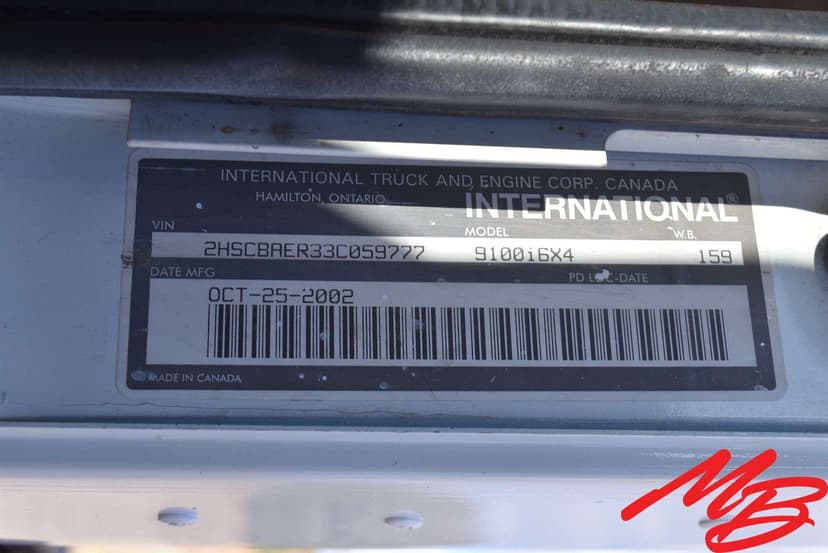 INTERNATIONAL TRUCK AND ENGINE CORP. CANADA
HAMILTON, ONTARIO
INTERNATIONAL®
VIN MODEL W.B.
2HSCBAER33C059777 9100i6X4 159
DATE MFG PD LOC-DATE
OCT-25-2002
MADE IN CANADA
MB